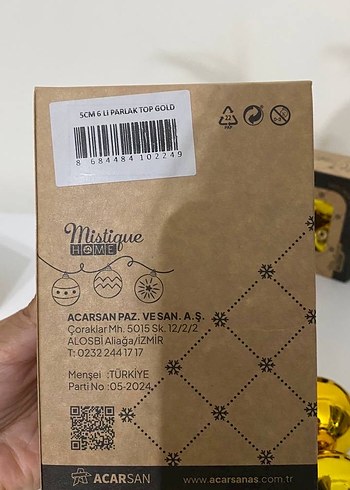 5CM 6 LI PARLAK TOP GOLD
8 684484 102249
Mistique
HOME
ACARSAN PAZ. VE SAN. A.Ş.
Çoraklar Mh. 5015 Sk. 12/2/2
ALOSBİ Aliağa/İZMİR
T: 0232 244 17 17
Menşei :TÜRKİYE
Parti No :05-2024
ACARSAN
www.acarsanas.com.tr